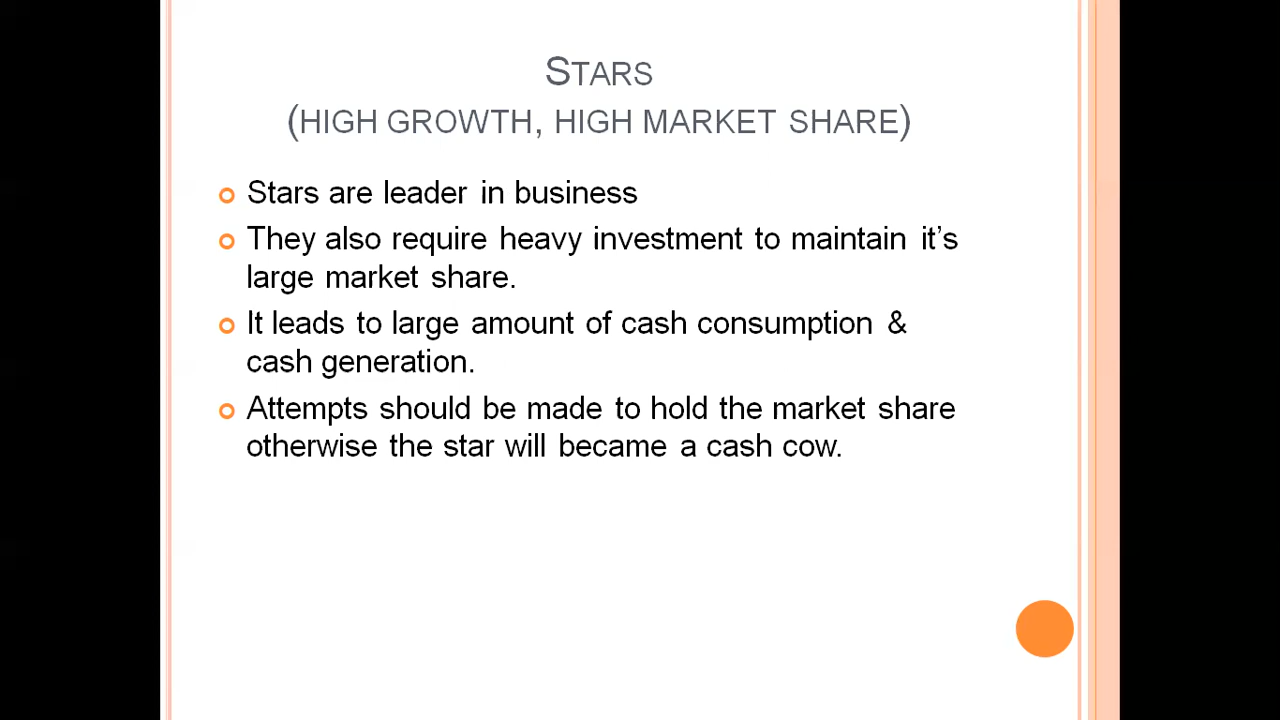 STARS
(HIGH GROWTH, HIGH MARKET SHARE)
Stars are leader in business
They also require heavy investment to maintain it’s
large market share.
It leads to large amount of cash consumption &
cash generation.
Attempts should be made to hold the market share
otherwise the star will became a cash cow.